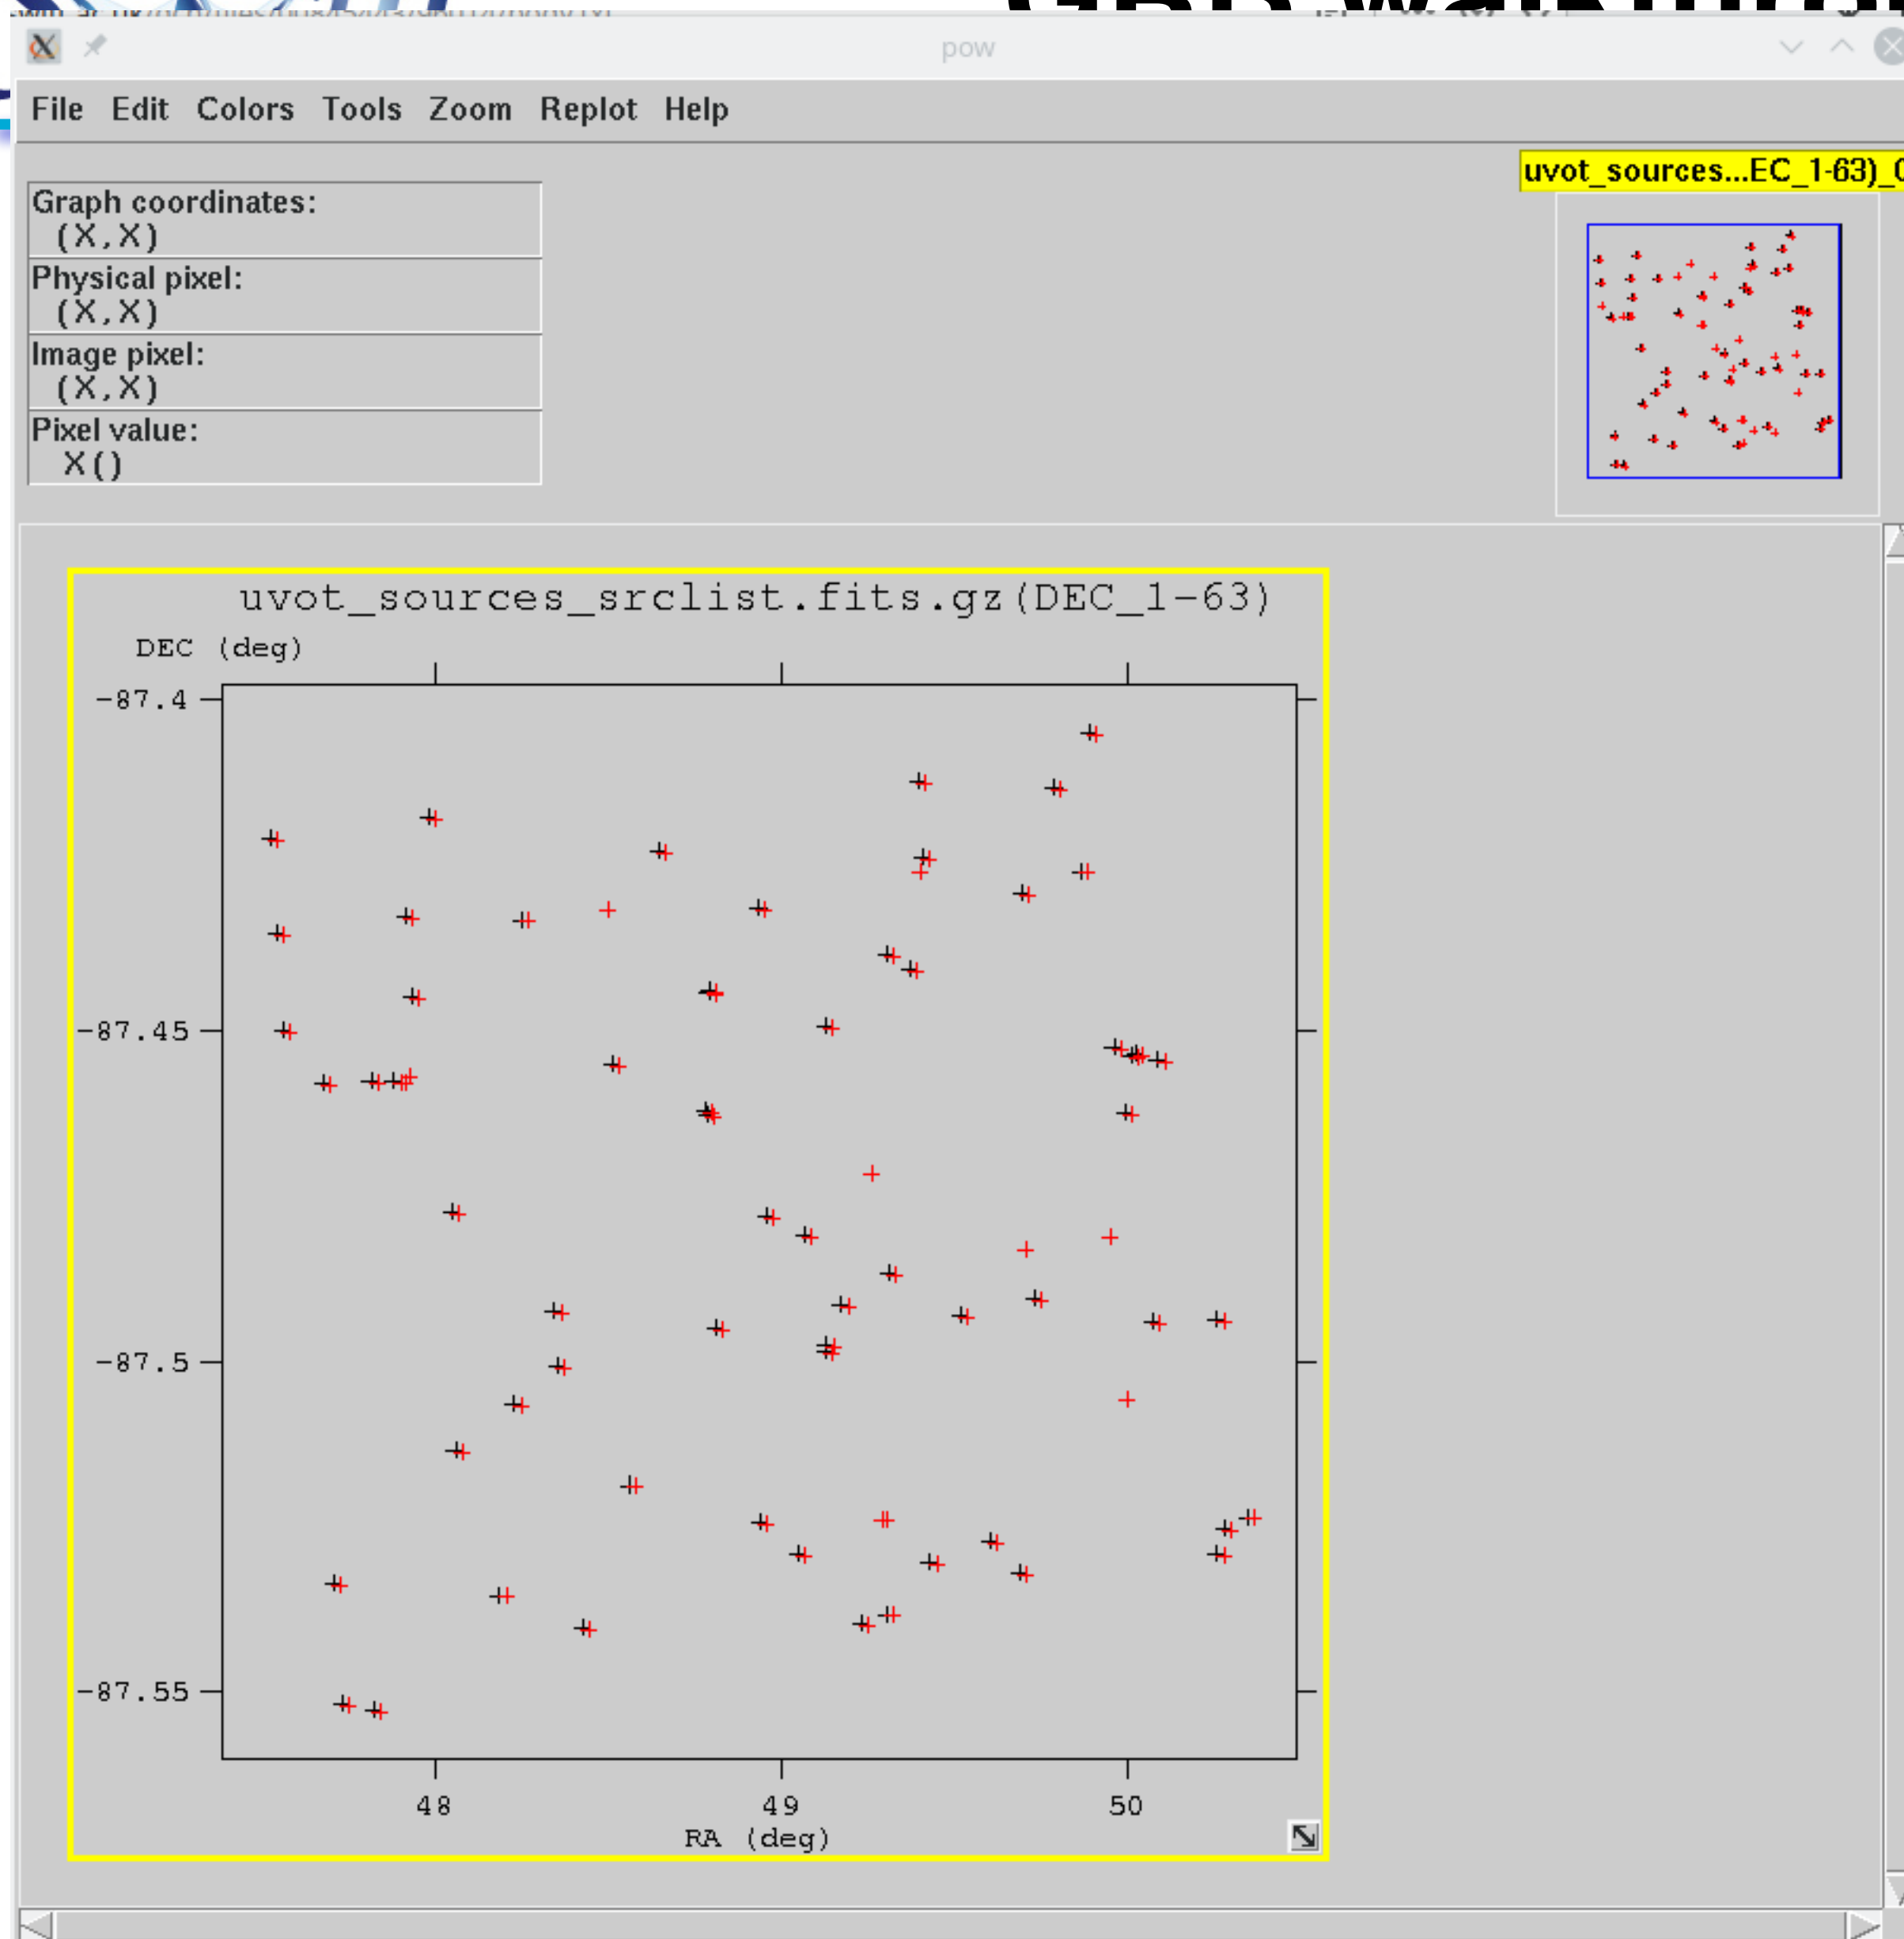 pow
File Edit Colors Tools Zoom Replot Help
uvot_sources...EC_1-63)_
Graph coordinates:
(X,X)
Physical pixel:
(X,X)
Image pixel:
(X,X)
Pixel value:
X()
uvot_sources_srclist.fits.gz(DEC_1-63)
DEC (deg)
-87.4
-87.45
-87.5
-87.55
48 49 50
RA (deg)